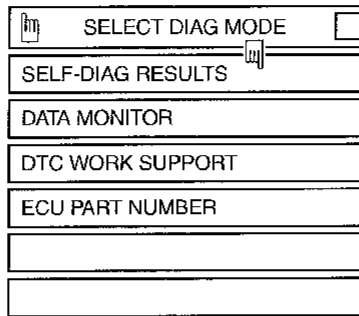 SELECT DIAG MODE
SELF-DIAG RESULTS
DATA MONITOR
DTC WORK SUPPORT
ECU PART NUMBER